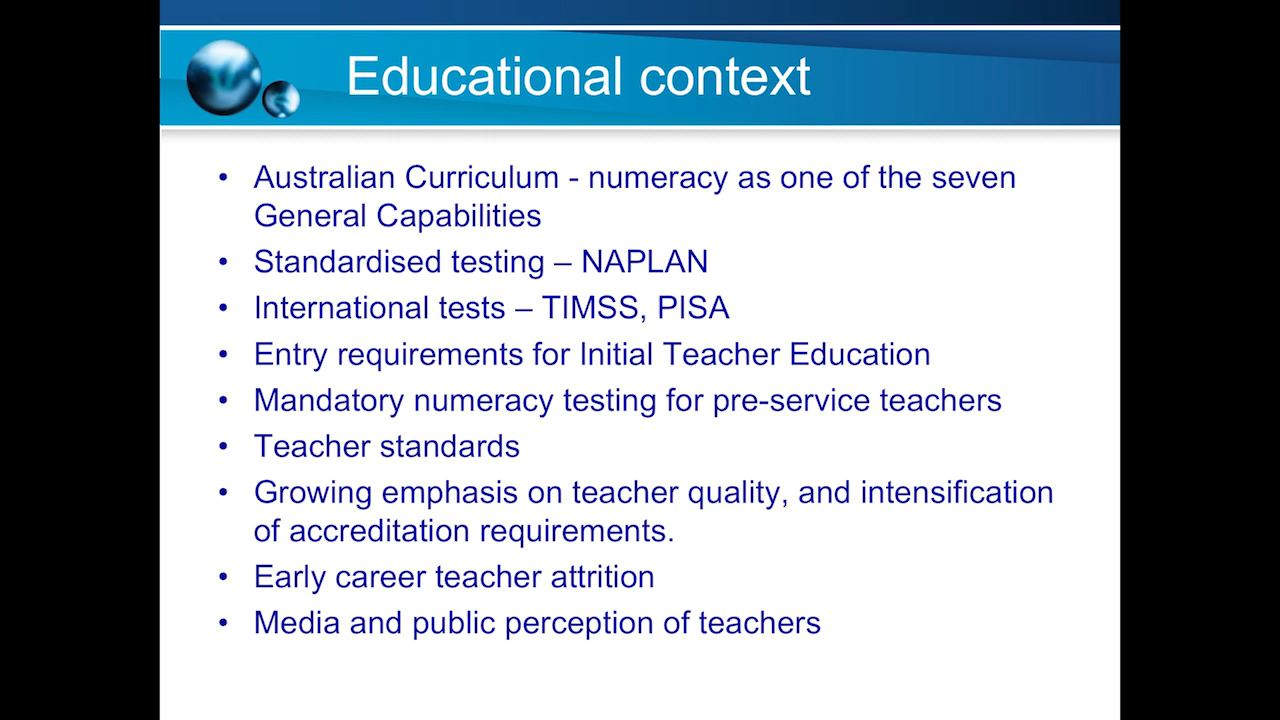 Educational context
• Australian Curriculum - numeracy as one of the seven
General Capabilities
• Standardised testing – NAPLAN
• International tests – TIMSS, PISA
• Entry requirements for Initial Teacher Education
• Mandatory numeracy testing for pre-service teachers
• Teacher standards
• Growing emphasis on teacher quality, and intensification
of accreditation requirements.
• Early career teacher attrition
• Media and public perception of teachers